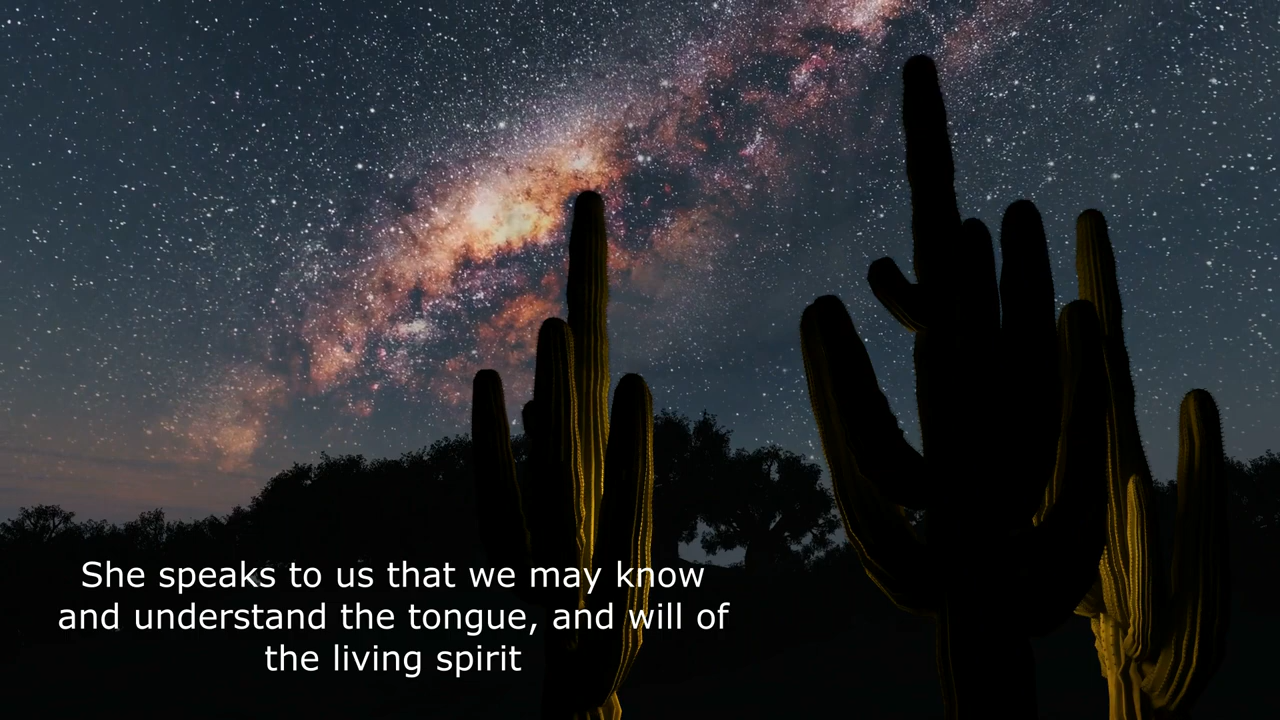 She speaks to us that we may know
and understand the tongue, and will of
the living spirit